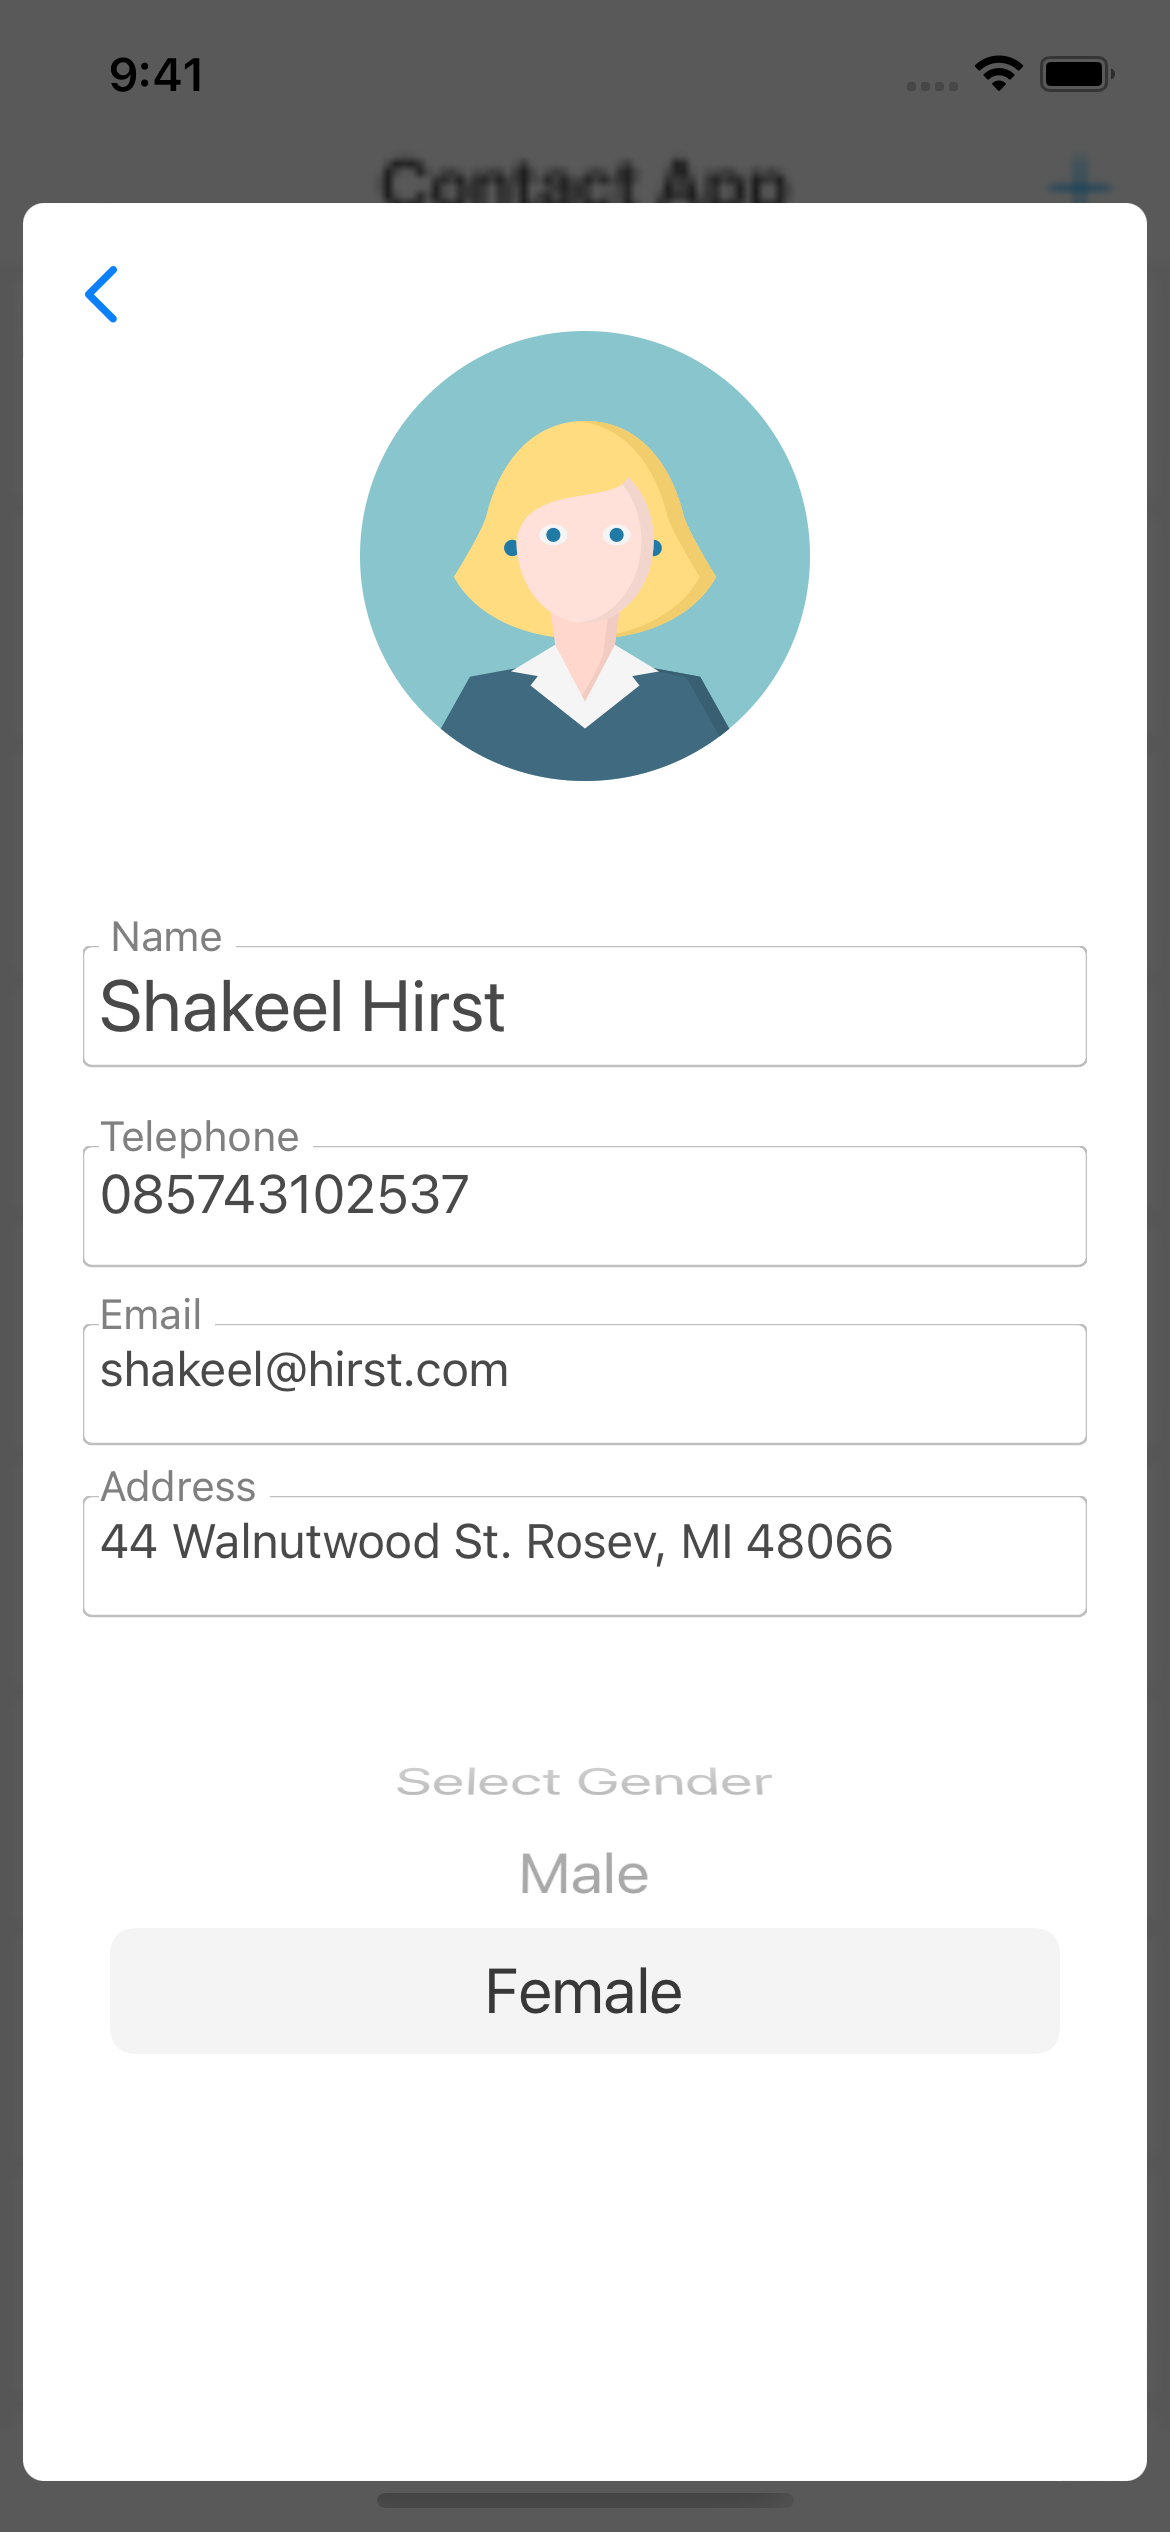 9:41
Contact App
Name
Shakeel Hirst
Telephone
085743102537
Email
shakeel@hirst.com
Address
44 Walnutwood St. Rosev, MI 48066
Select Gender
Male
Female